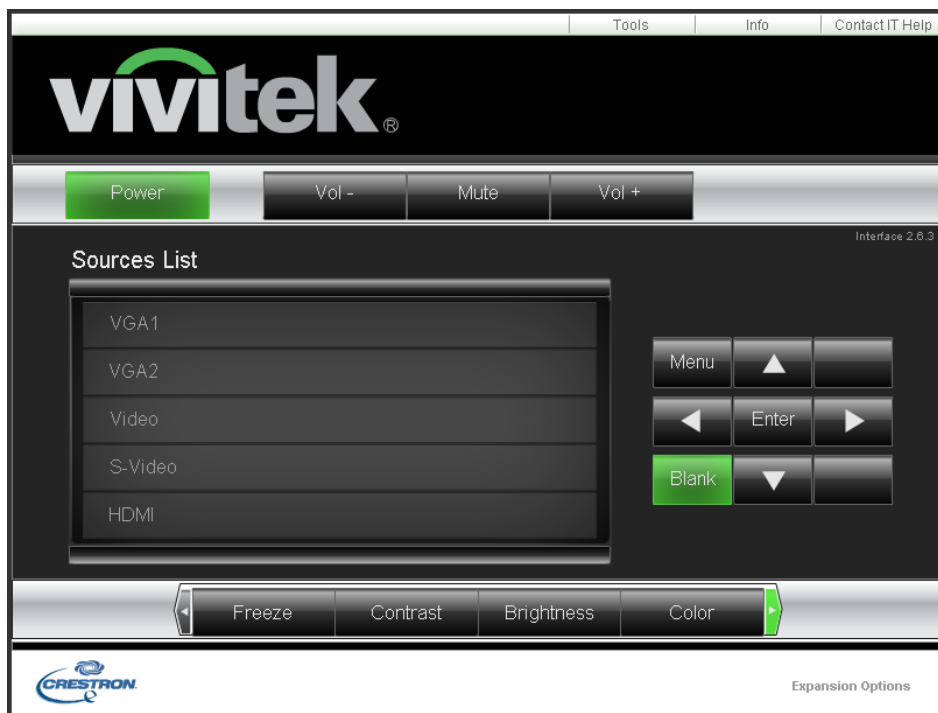 Tools Info Contact IT Help
vivitek®
Power Vol - Mute Vol +
Interface 2.6.3
Sources List
VGA1
VGA2
Video
S-Video
HDMI
Menu
Enter
Blank
Freeze Contrast Brightness Color
CRESTRON.
Expansion Options